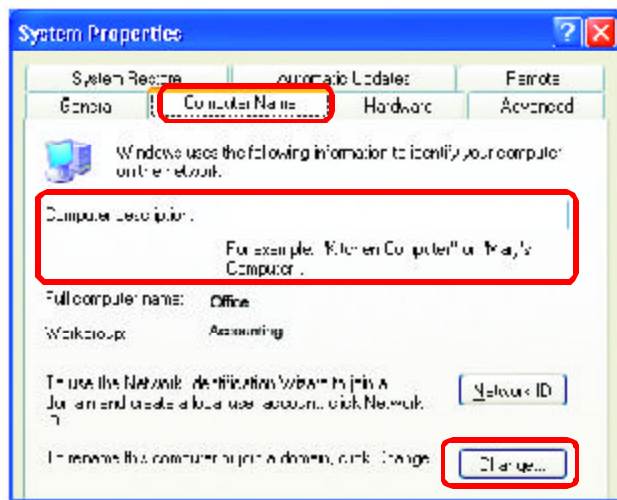 System Properties
System Restore Automatic Updates Remote
General Computer Name Hardware Advanced
Windows uses the following information to identify your computer
on the network.
Computer description:
For example: "Kitchen Computer" or "Mary's
Computer".
Full computer name: Office
Workgroup: Accounting
To use the Network Identification Wizard to join a
domain and create a local user account, click Network
ID.
Network ID
To rename this computer or join a domain, click Change.
Change...